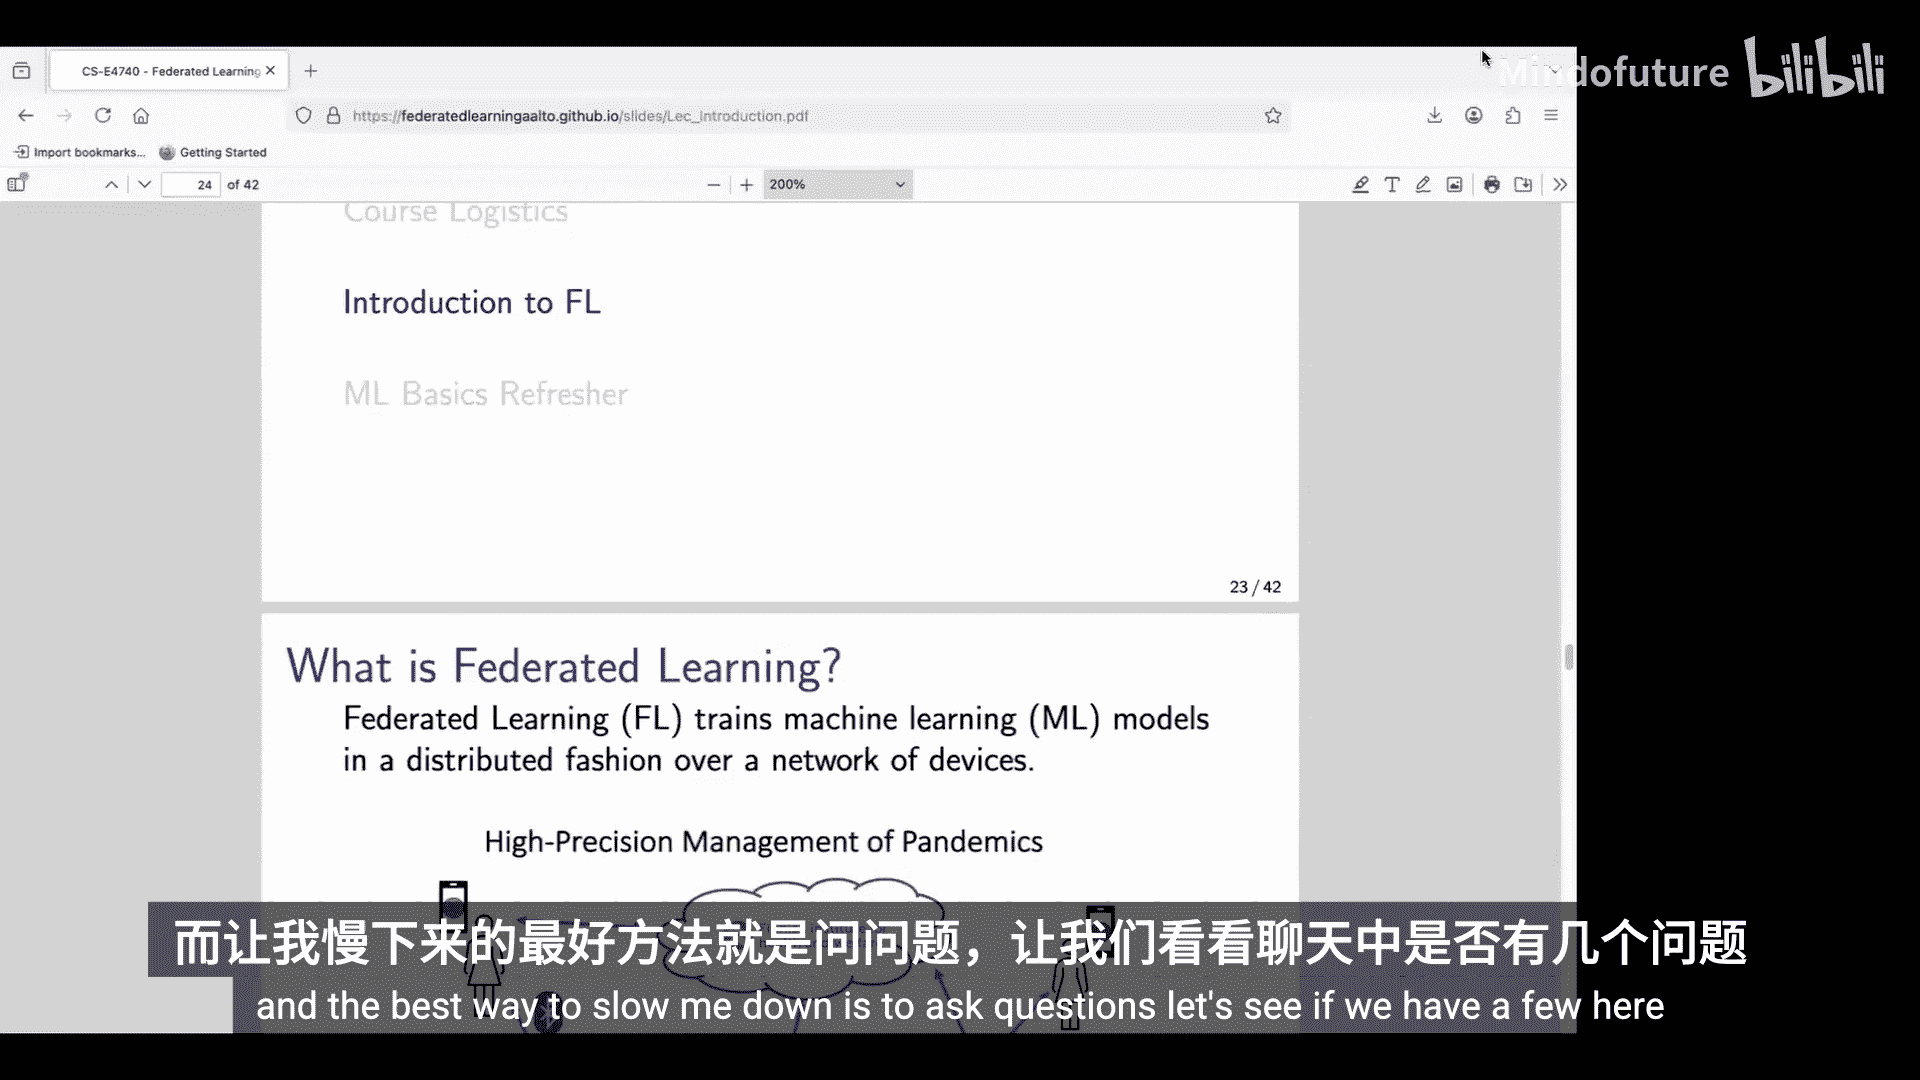 CS-E4740 - Federated Learning
Mindofuture bilibili
https://federatedlearningaalto.github.io/slides/Lec_Introduction.pdf
Import bookmarks... Getting Started
24 of 42 200%
Course Logistics
Introduction to FL
ML Basics Refresher
23 / 42
What is Federated Learning?
Federated Learning (FL) trains machine learning (ML) models
in a distributed fashion over a network of devices.
High-Precision Management of Pandemics
而让我慢下来的最好方法就是问问题，让我们看看聊天中是否有几个问题
and the best way to slow me down is to ask questions let's see if we have a few here